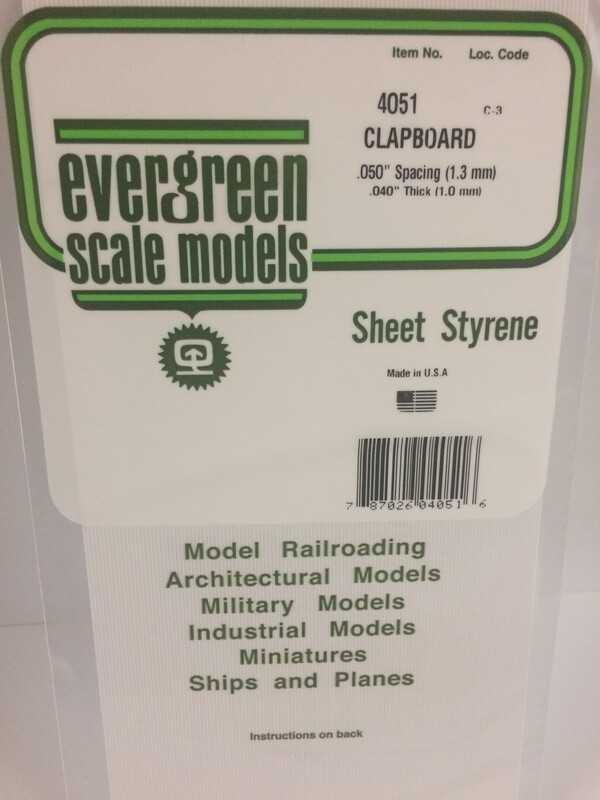 Item No. Loc. Code
4051 C-3
CLAPBOARD
.050" Spacing (1.3 mm)
.040" Thick (1.0 mm)
evergreen
scale models
Sheet Styrene
Made in U.S.A
7 87026 04051 6
Model Railroading
Architectural Models
Military Models
Industrial Models
Miniatures
Ships and Planes
Instructions on back